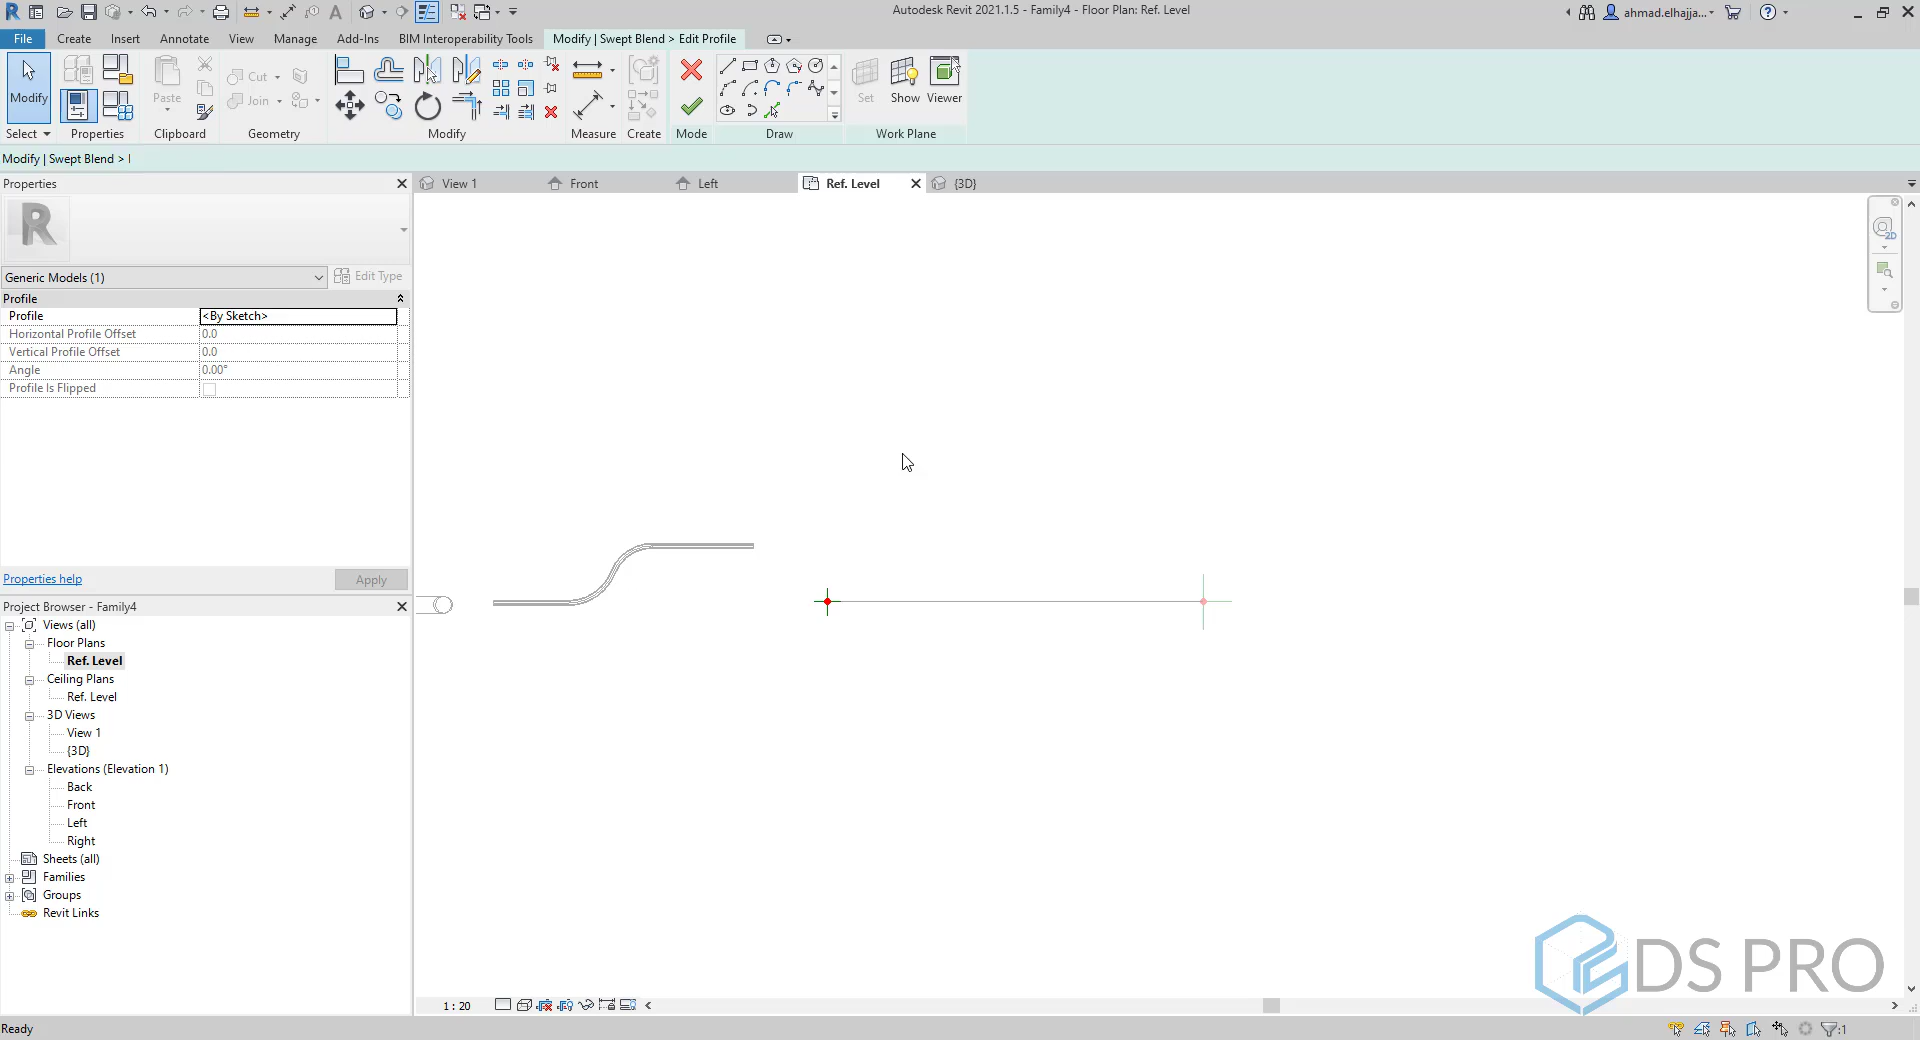 Autodesk Revit 2021.1.5 - Family4 - Floor Plan: Ref. Level
ahmad.elhajja...
File
Create
Insert
Annotate
View
Manage
Add-Ins
BIM Interoperability Tools
Modify | Swept Blend > Edit Profile
Modify
Paste
Cut
Join
Set
Show
Viewer
Select
Properties
Clipboard
Geometry
Modify
Measure
Create
Mode
Draw
Work Plane
Modify | Swept Blend > I
Properties
View 1
Front
Left
Ref. Level
{3D}
2D
Generic Models (1)
Edit Type
Profile
Profile
<By Sketch>
Horizontal Profile Offset
0.0
Vertical Profile Offset
0.0
Angle
0.00°
Profile Is Flipped
Properties help
Apply
Project Browser - Family4
Views (all)
Floor Plans
Ref. Level
Ceiling Plans
Ref. Level
3D Views
View 1
{3D}
Elevations (Elevation 1)
Back
Front
Left
Right
Sheets (all)
Families
Groups
Revit Links
1 : 20
DS PRO
Ready
:1